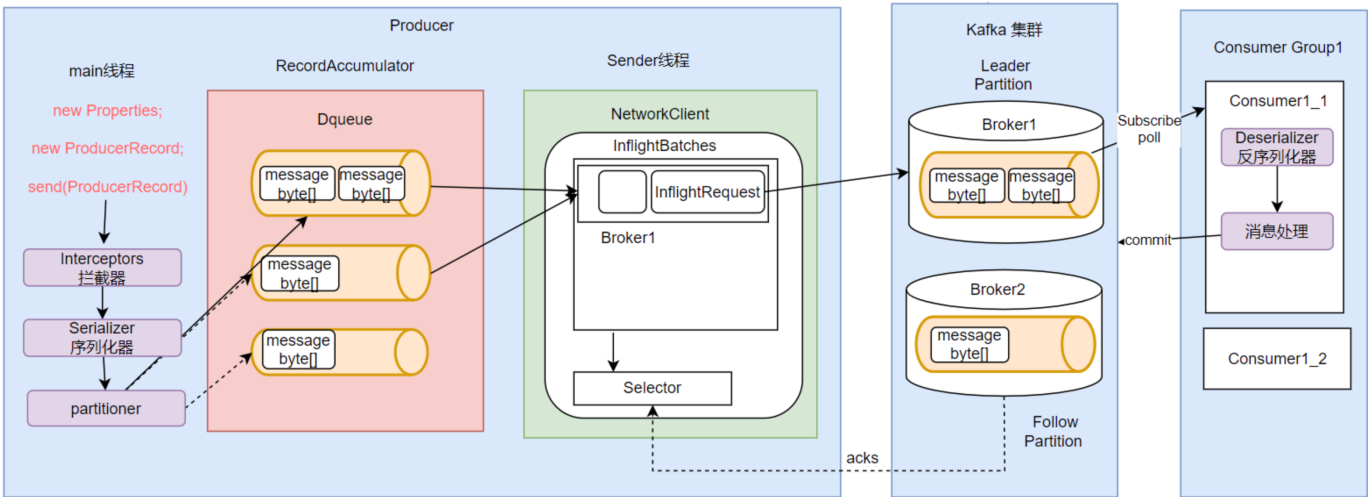 Producer
main线程
new Properties;
new ProducerRecord;
send(ProducerRecord)
Interceptors
拦截器
Serializer
序列化器
partitioner
RecordAccumulator
Dqueue
message
byte[]
message
byte[]
message
byte[]
message
byte[]
Sender线程
NetworkClient
InflightBatches
InflightRequest
Broker1
Selector
acks
Kafka 集群
Leader
Partition
Broker1
message
byte[]
message
byte[]
Broker2
message
byte[]
Follow
Partition
Subscribe
poll
commit
Consumer Group1
Consumer1_1
Deserializer
反序列化器
消息处理
Consumer1_2